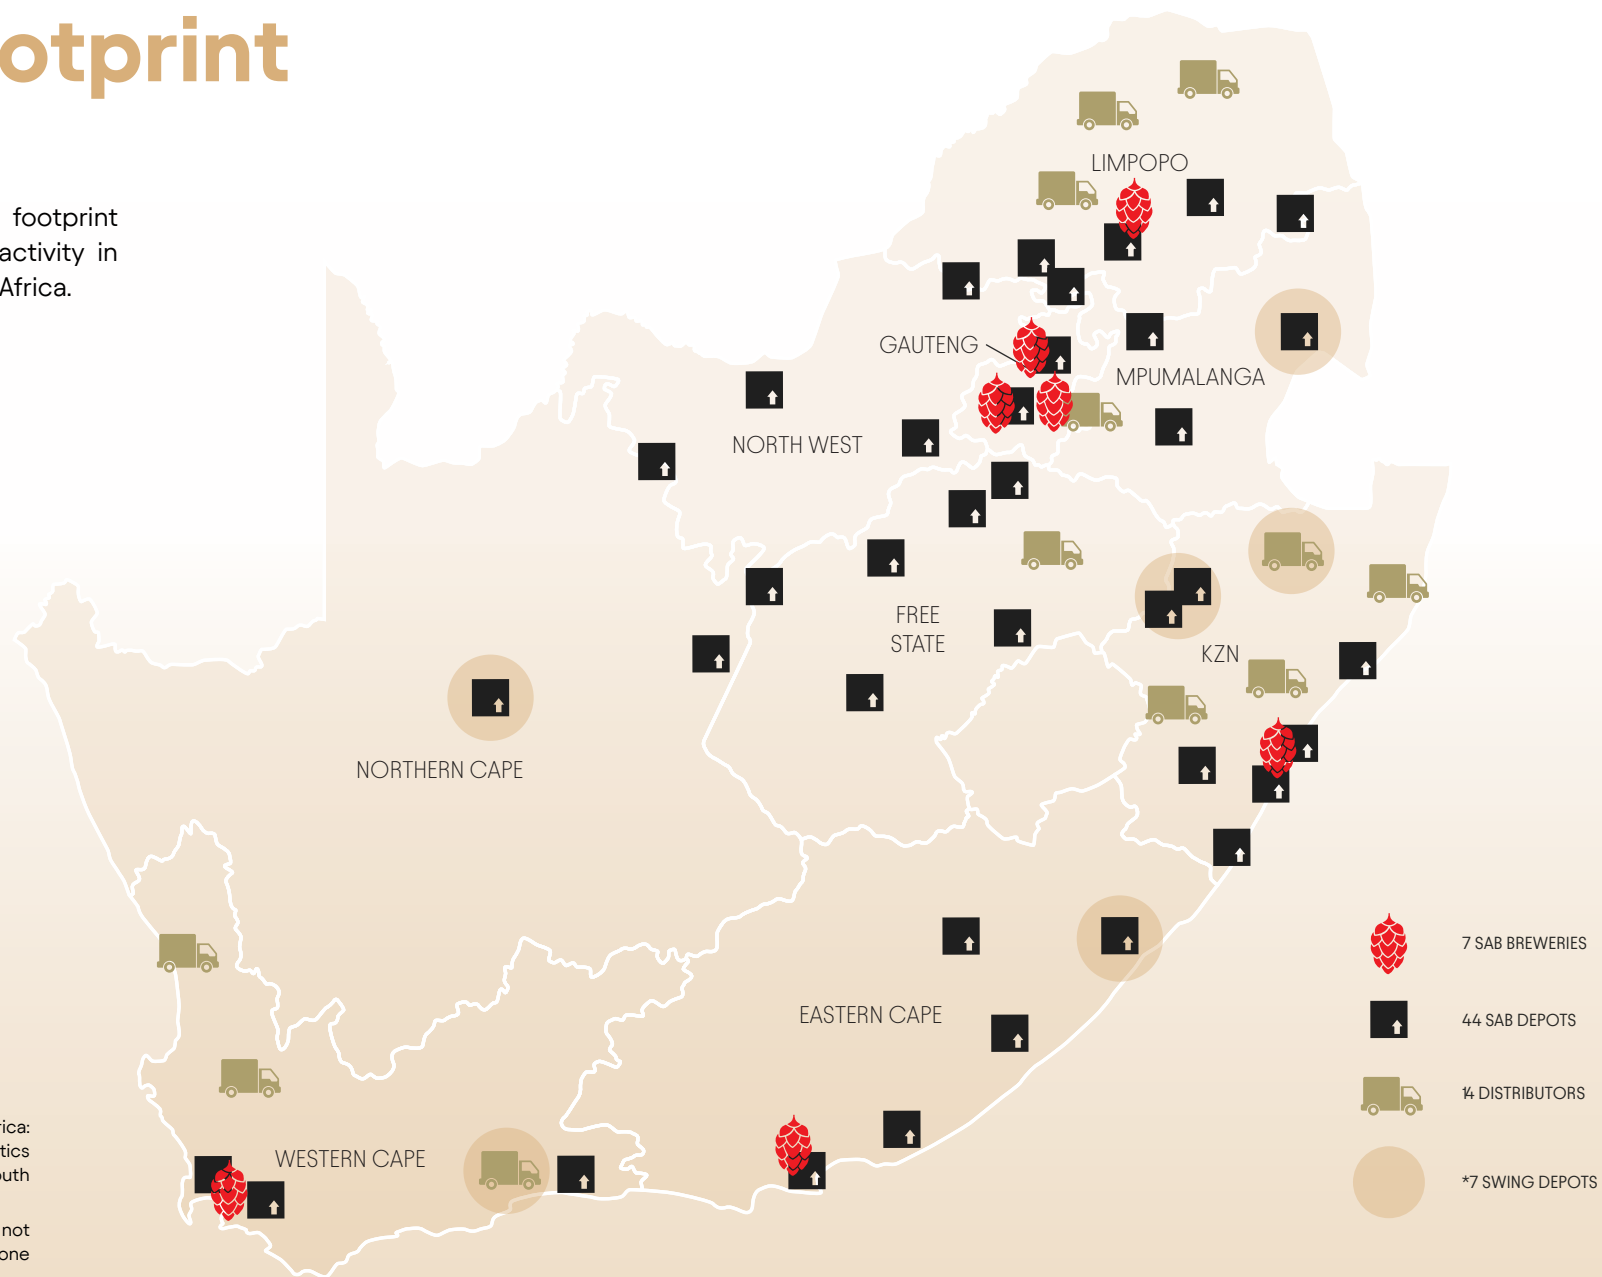 otprint
footprint
activity in
Africa.
LIMPOPO
GAUTENG
MPUMALANGA
NORTH WEST
FREE
STATE
KZN
NORTHERN CAPE
EASTERN CAPE
WESTERN CAPE
7 SAB BREWERIES
44 SAB DEPOTS
14 DISTRIBUTORS
*7 SWING DEPOTS
rica:
tics
outh
not
one